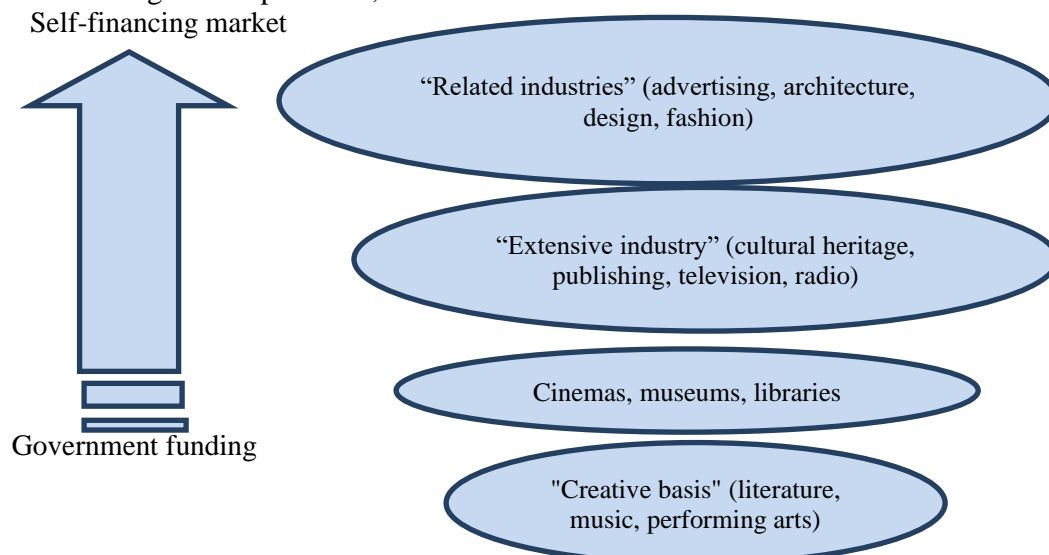 Self-financing market
“Related industries” (advertising, architecture,
design, fashion)
“Extensive industry” (cultural heritage,
publishing, television, radio)
Cinemas, museums, libraries
Government funding
"Creative basis" (literature,
music, performing arts)